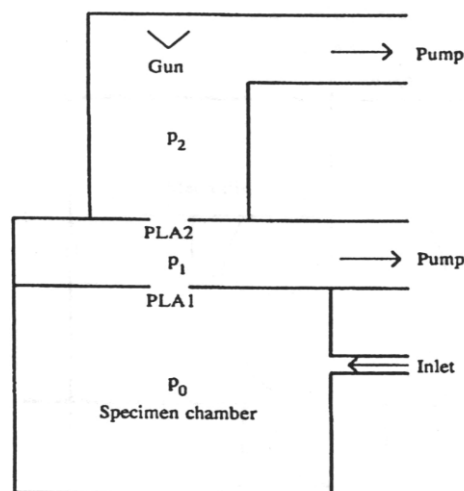 Pump
Gun
p2
PLA2
p1
Pump
PLA1
Inlet
p0
Specimen chamber